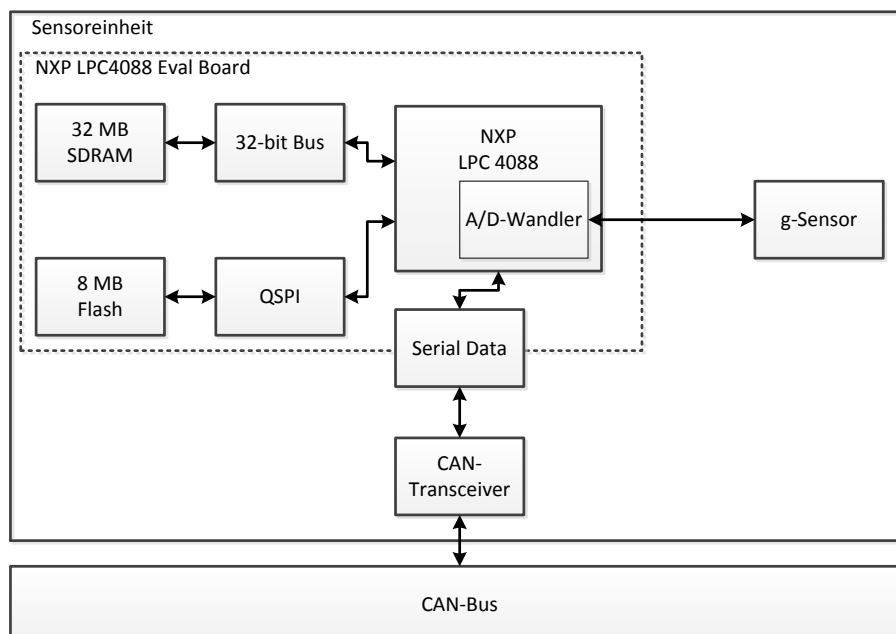 Sensoreinheit
NXP LPC4088 Eval Board
32 MB
SDRAM
32-bit Bus
NXP
LPC 4088
A/D-Wandler
g-Sensor
8 MB
Flash
QSPI
Serial Data
CAN-
Transceiver
CAN-Bus